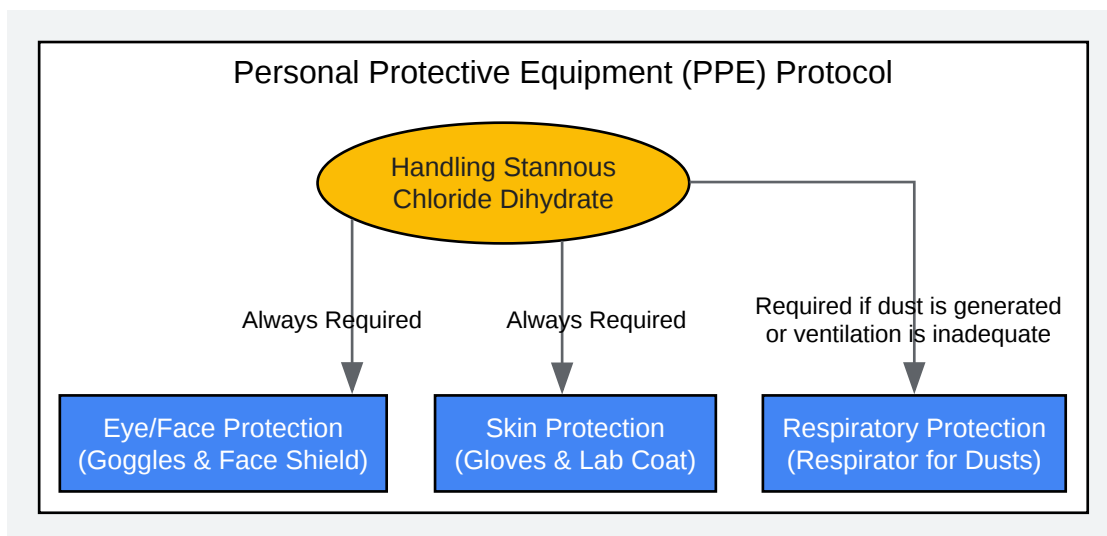 Personal Protective Equipment (PPE) Protocol
Handling Stannous
Chloride Dihydrate
Always Required
Always Required
Required if dust is generated
or ventilation is inadequate
Eye/Face Protection
(Goggles & Face Shield)
Skin Protection
(Gloves & Lab Coat)
Respiratory Protection
(Respirator for Dusts)